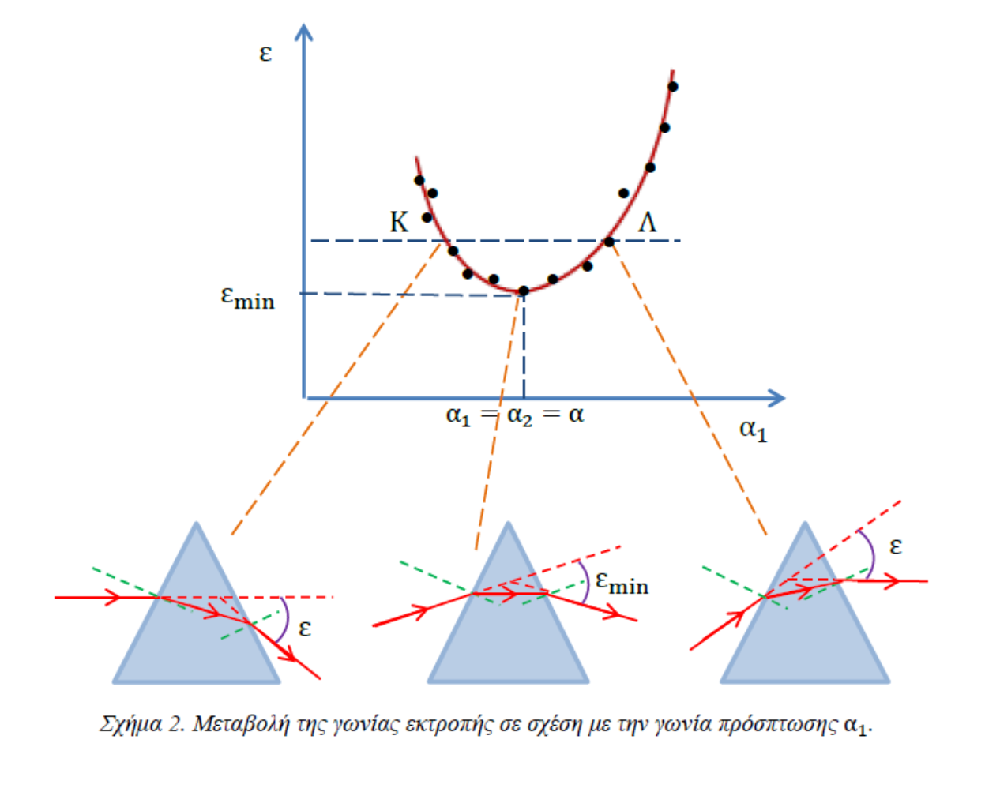 ε
Κ
Λ
εmin
α₁ = α₂ = α
α₁
ε
εmin
ε
Σχήμα 2. Μεταβολή της γωνίας εκτροπής σε σχέση με την γωνία πρόσπτωσης α₁.